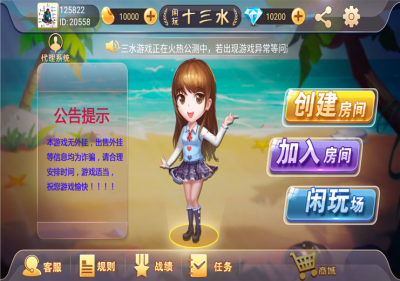 125822
ID: 20558
10000
闲玩
十三水
10200
代理系统
三水游戏正在火热公测中，若出现游戏异常等问
公告提示
本游戏无外挂，出售外挂
等信息均为诈骗，请合理
安排时间，游戏适当，
祝您游戏愉快！！！！
创建房间
加入房间
闲玩场
客服
规则
战绩
任务
商城